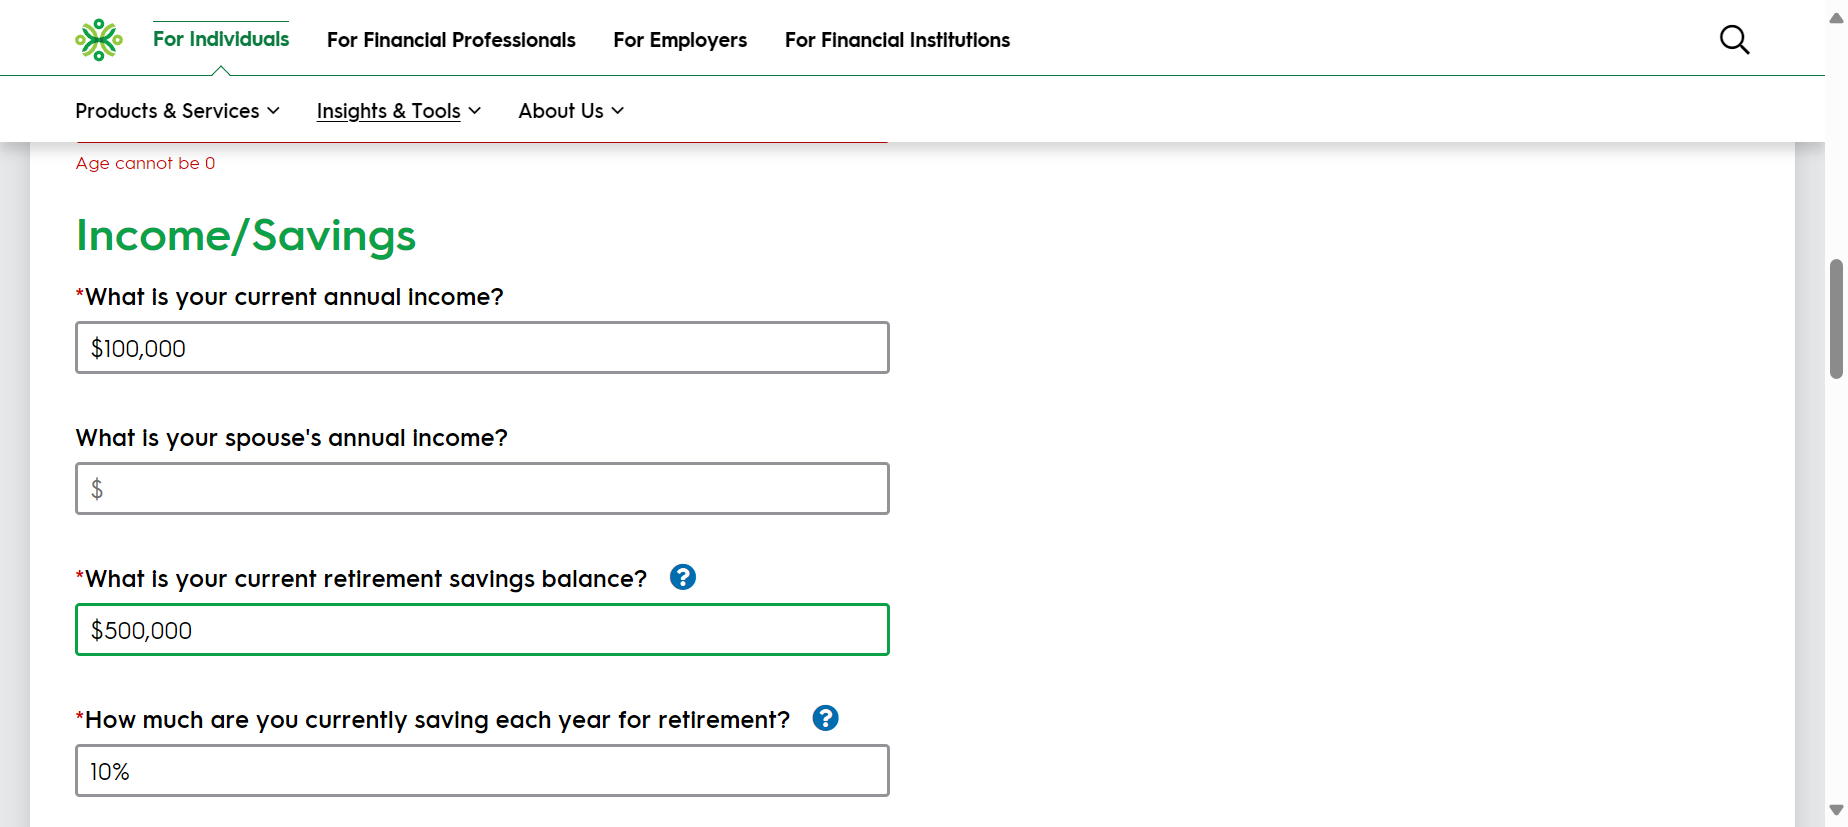 For Individuals For Financial Professionals For Employers For Financial Institutions
Products & Services Insights & Tools About Us
Age cannot be 0
Income/Savings
*What is your current annual income?
$100,000
What is your spouse's annual income?
$
*What is your current retirement savings balance? ?
$500,000
*How much are you currently saving each year for retirement? ?
10%